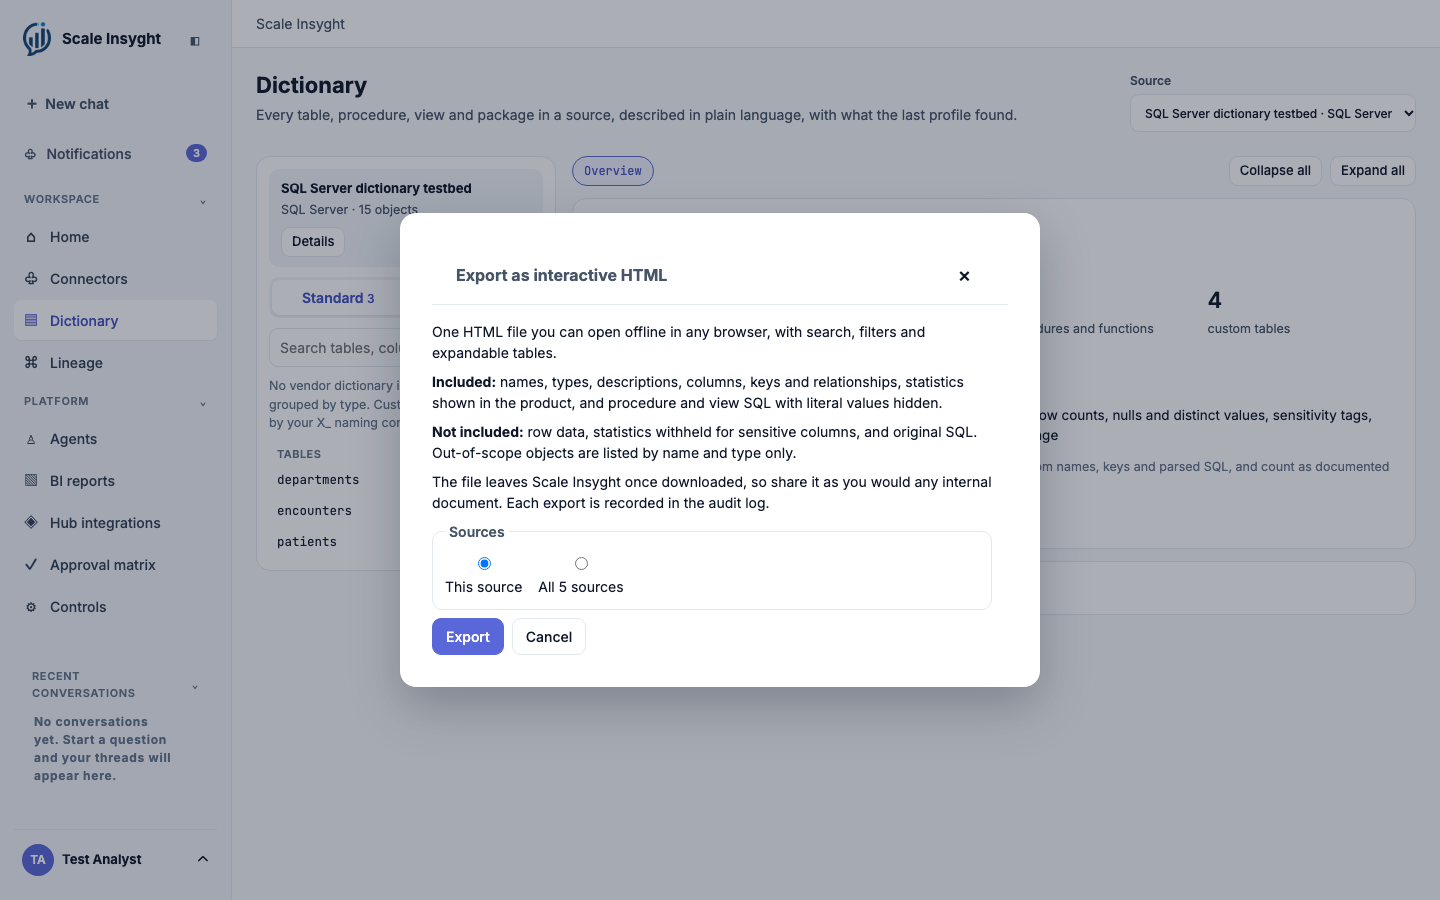 Scale Insyght
Scale Insyght
+ New chat
Notifications
3
WORKSPACE
Home
Connectors
Dictionary
Lineage
PLATFORM
Agents
BI reports
Hub integrations
Approval matrix
Controls
RECENT
CONVERSATIONS
No conversations
yet. Start a question
and your threads will
appear here.
TA
Test Analyst
Dictionary
Every table, procedure, view and package in a source, described in plain language, with what the last profile found.
Source
SQL Server dictionary testbed · SQL Server
SQL Server dictionary testbed
SQL Server · 15 objects
Details
Standard 3
Search tables, colu
No vendor dictionary i
grouped by type. Cust
by your X_ naming con
TABLES
departments
encounters
patients
Overview
Collapse all
Expand all
4
dures and functions
custom tables
ow counts, nulls and distinct values, sensitivity tags,
age
om names, keys and parsed SQL, and count as documented
Export as interactive HTML
×
One HTML file you can open offline in any browser, with search, filters and
expandable tables.
Included: names, types, descriptions, columns, keys and relationships, statistics
shown in the product, and procedure and view SQL with literal values hidden.
Not included: row data, statistics withheld for sensitive columns, and original SQL.
Out-of-scope objects are listed by name and type only.
The file leaves Scale Insyght once downloaded, so share it as you would any internal
document. Each export is recorded in the audit log.
Sources
This source
All 5 sources
Export
Cancel